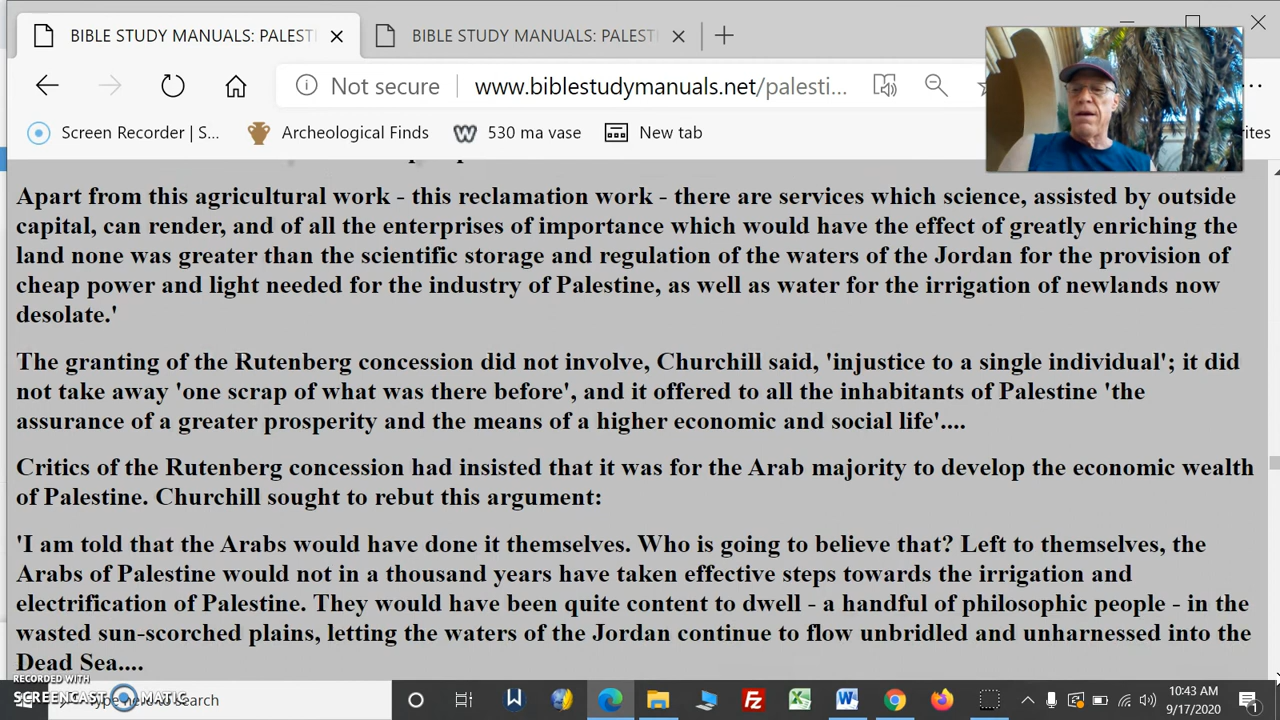 BIBLE STUDY MANUALS: PALEST
BIBLE STUDY MANUALS: PALEST
Not secure
www.biblestudymanuals.net/palesti...
Screen Recorder | S...
Archeological Finds
530 ma vase
New tab
Apart from this agricultural work - this reclamation work - there are services which science, assisted by outside
capital, can render, and of all the enterprises of importance which would have the effect of greatly enriching the
land none was greater than the scientific storage and regulation of the waters of the Jordan for the provision of
cheap power and light needed for the industry of Palestine, as well as water for the irrigation of newlands now
desolate.'
The granting of the Rutenberg concession did not involve, Churchill said, 'injustice to a single individual'; it did
not take away 'one scrap of what was there before', and it offered to all the inhabitants of Palestine 'the
assurance of a greater prosperity and the means of a higher economic and social life'....
Critics of the Rutenberg concession had insisted that it was for the Arab majority to develop the economic wealth
of Palestine. Churchill sought to rebut this argument:
'I am told that the Arabs would have done it themselves. Who is going to believe that? Left to themselves, the
Arabs of Palestine would not in a thousand years have taken effective steps towards the irrigation and
electrification of Palestine. They would have been quite content to dwell - a handful of philosophic people - in the
wasted sun-scorched plains, letting the waters of the Jordan continue to flow unbridled and unharnessed into the
Dead Sea....
RECORDED WITH
SCREENCAST MATIC
here to search
10:43 AM
9/17/2020
1